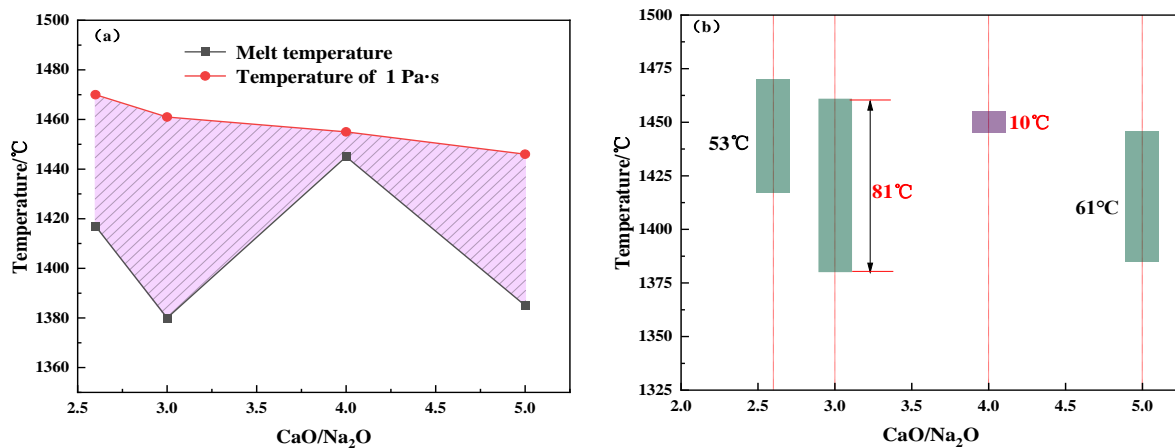 (a)
Melt temperature
Temperature of 1 Pa·s
1500
1480
1460
1440
1420
1400
1380
1360
Temperature/℃
2.5 3.0 3.5 4.0 4.5 5.0
CaO/Na₂O
(b)
1500
1475
1450
1425
1400
1375
1350
1325
Temperature/℃
53℃
81℃
10℃
61°C
2.0 2.5 3.0 3.5 4.0 4.5 5.0
CaO/Na₂O